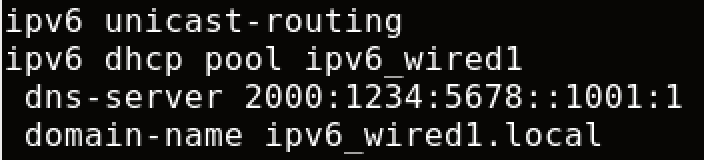 ipv6 unicast-routing
ipv6 dhcp pool ipv6_wired1
dns-server 2000:1234:5678::1001:1
domain-name ipv6_wired1.local